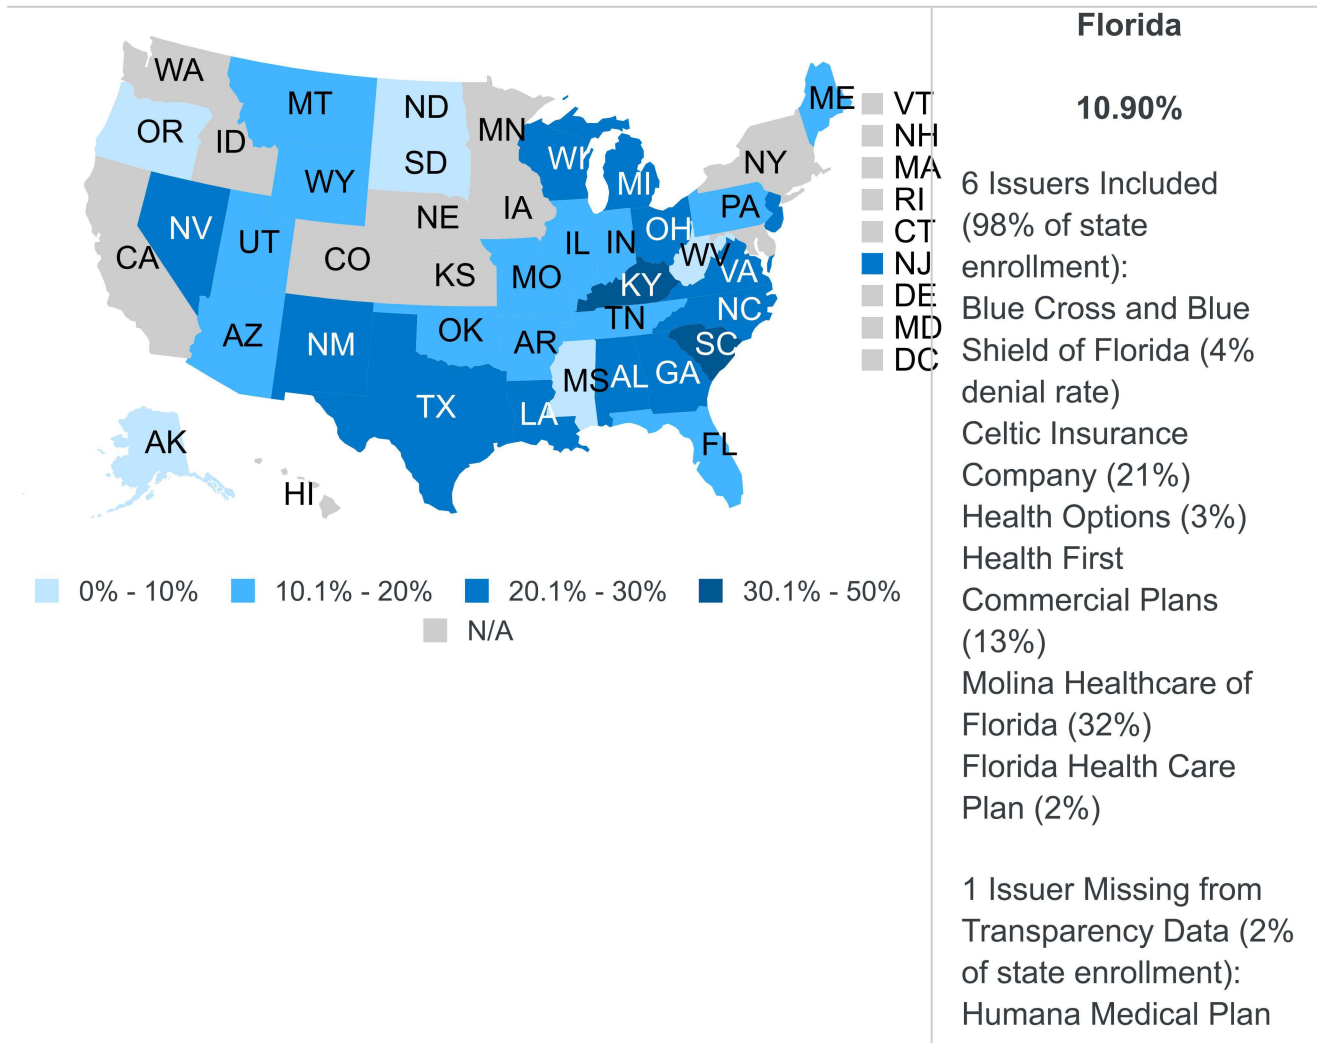 WA
MT
ND
MN
ME
VT
OR
ID
SD
WI
NH
WY
MI
NY
MA
NE
IA
PA
RI
NV
UT
CO
IL
IN
OH
CT
CA
KS
MO
WV
VA
NJ
KY
DE
AZ
NM
OK
AR
TN
NC
MD
SC
DC
TX
LA
MS
AL
GA
AK
HI
FL
0% - 10%
10.1% - 20%
20.1% - 30%
30.1% - 50%
N/A
Florida
10.90%
6 Issuers Included
(98% of state
enrollment):
Blue Cross and Blue
Shield of Florida (4%
denial rate)
Celtic Insurance
Company (21%)
Health Options (3%)
Health First
Commercial Plans
(13%)
Molina Healthcare of
Florida (32%)
Florida Health Care
Plan (2%)
1 Issuer Missing from
Transparency Data (2%
of state enrollment):
Humana Medical Plan